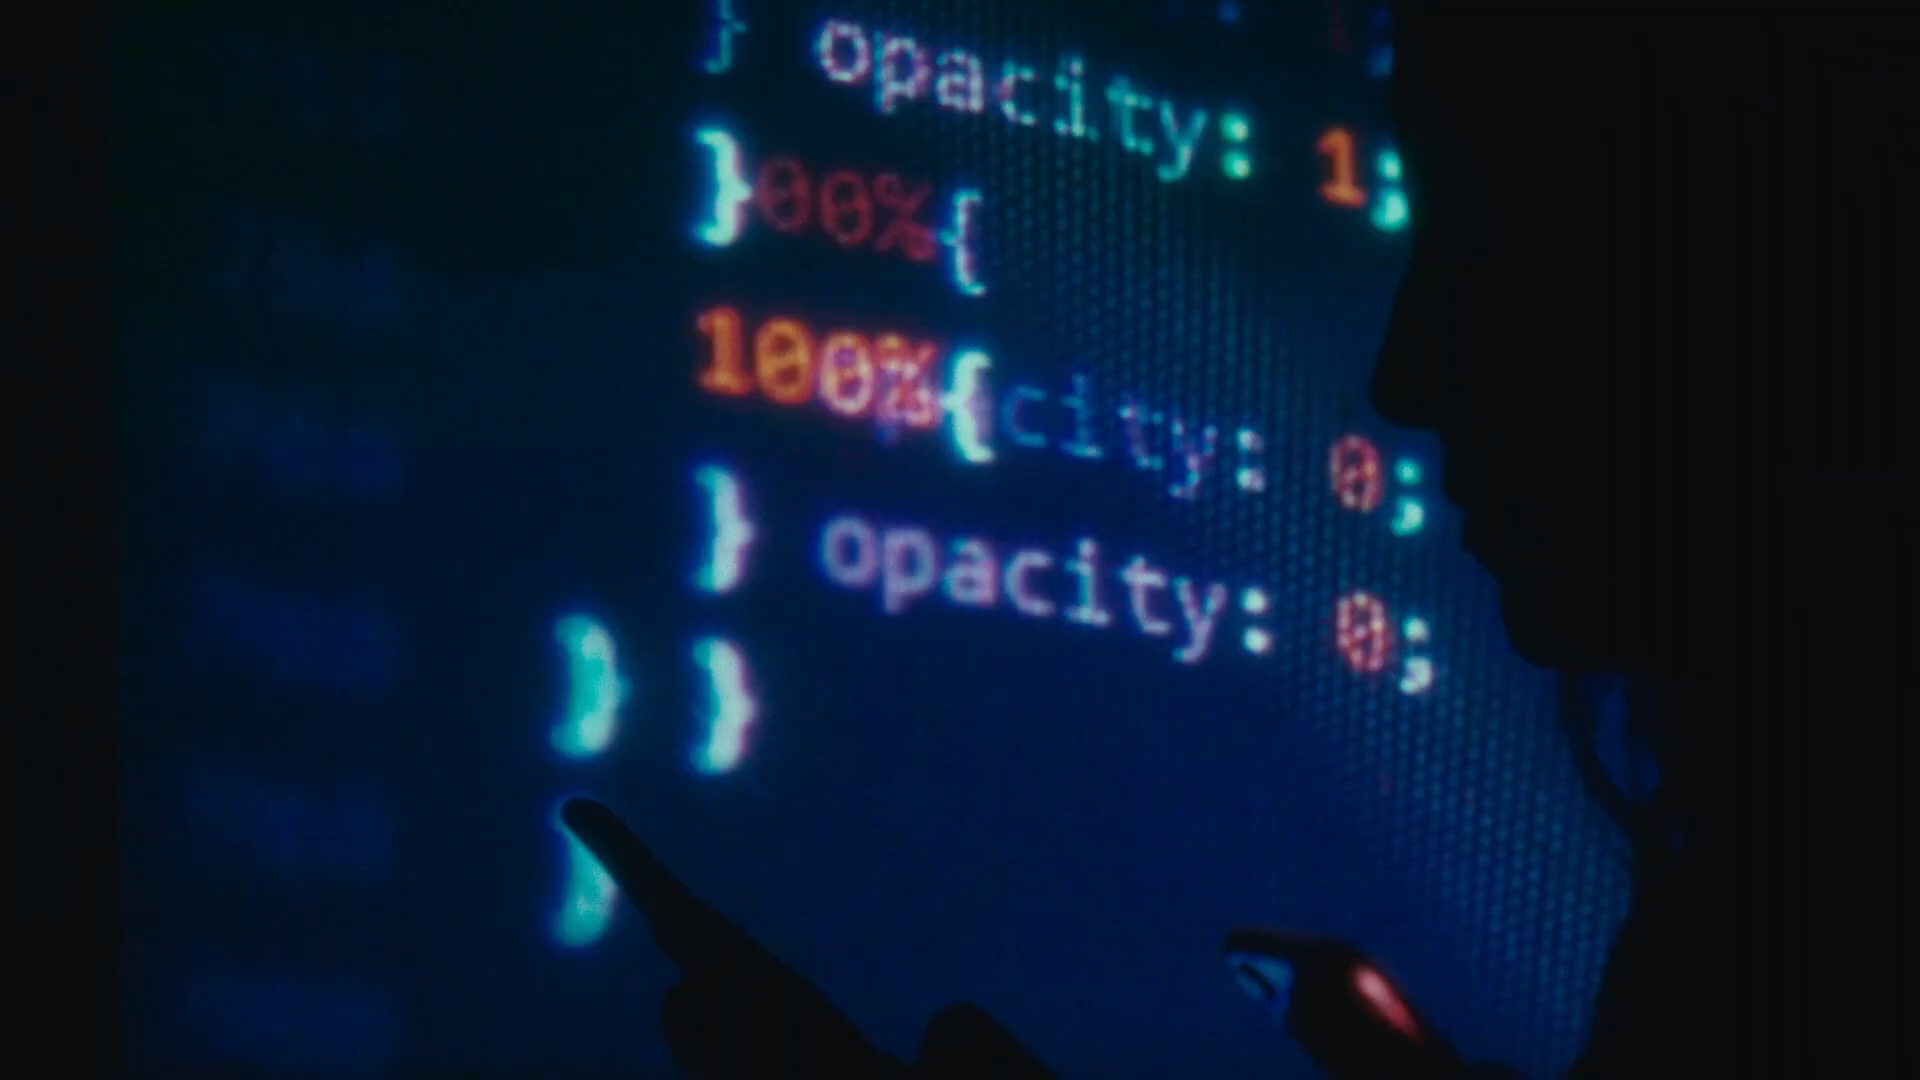 } opacity: 1;
}00%{
100%{city: 0;
} opacity: 0;
} }
}